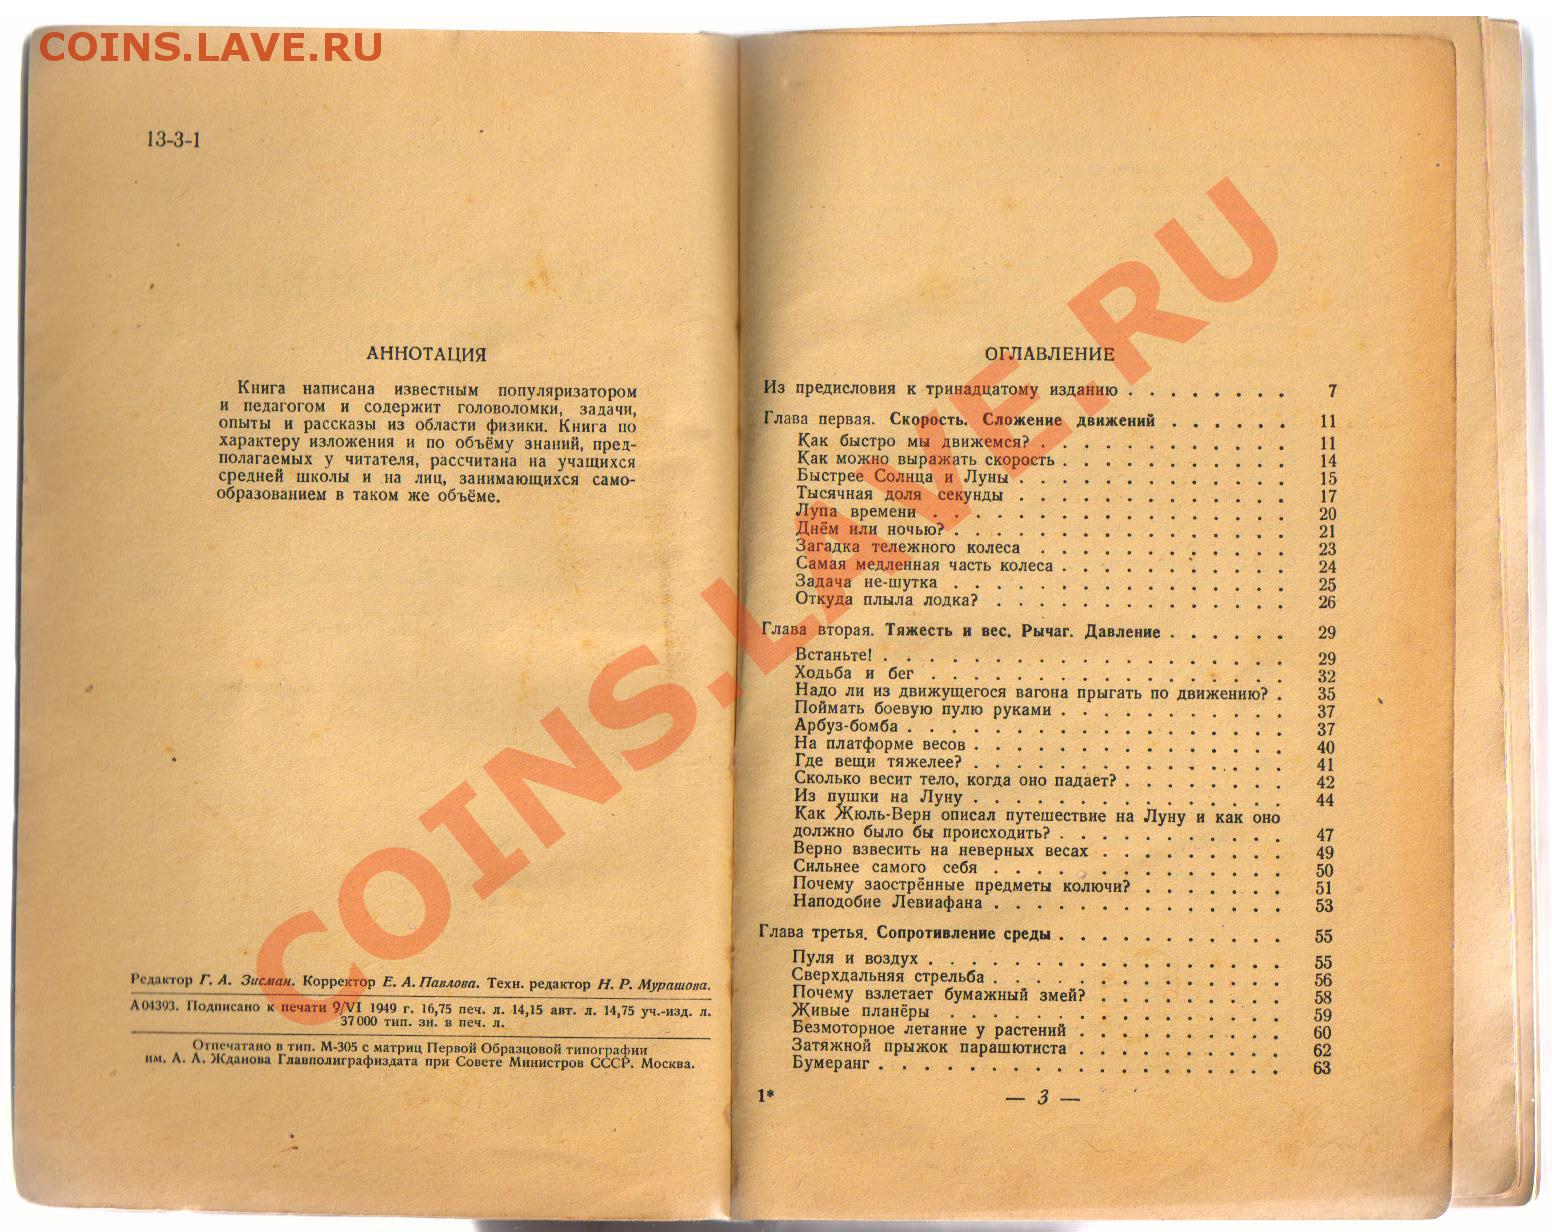 COINS.LAVE.RU
13-3-1
АННОТАЦИЯ
Книга написана известным популяризатором
и педагогом и содержит головоломки, задачи,
опыты и рассказы из области физики. Книга по
характеру изложения и по объёму знаний, пред-
полагаемых у читателя, рассчитана на учащихся
средней школы и на лиц, занимающихся само-
образованием в таком же объёме.
Редактор Г. А. Зисман. Корректор Е. А. Павлова. Техн. редактор Н. Р. Мурашова.
А 04393. Подписано к печати 9/VI 1949 г. 16,75 печ. л. 14,15 авт. л. 14,75 уч.-изд. л.
37 000 тип. зн. в печ. л.
Отпечатано в тип. М-305 с матриц Первой Образцовой типографии
им. А. А. Жданова Главполиграфиздата при Совете Министров СССР. Москва.
ОГЛАВЛЕНИЕ
Из предисловия к тринадцатому изданию . . . . . . . . 7
Глава первая. Скорость. Сложение движений . . . . . . 11
Как быстро мы движемся? . . . . . . . . . . . . 11
Как можно выражать скорость . . . . . . . . . . . 14
Быстрее Солнца и Луны . . . . . . . . . . . . . 15
Тысячная доля секунды . . . . . . . . . . . . . 17
Лупа времени . . . . . . . . . . . . . . . . . 20
Днём или ночью? . . . . . . . . . . . . . . . . 21
Загадка тележного колеса . . . . . . . . . . . . 23
Самая медленная часть колеса . . . . . . . . . . . 24
Задача не-шутка . . . . . . . . . . . . . . . . 25
Откуда плыла лодка? . . . . . . . . . . . . . . 26
Глава вторая. Тяжесть и вес. Рычаг. Давление . . . . . . 29
Встаньте! . . . . . . . . . . . . . . . . . . . 29
Ходьба и бег . . . . . . . . . . . . . . . . . 32
Надо ли из движущегося вагона прыгать по движению? . 35
Поймать боевую пулю руками . . . . . . . . . . . 37
Арбуз-бомба . . . . . . . . . . . . . . . . . . 37
На платформе весов . . . . . . . . . . . . . . . 40
Где вещи тяжелее? . . . . . . . . . . . . . . . 41
Сколько весит тело, когда оно падает? . . . . . . . . 42
Из пушки на Луну . . . . . . . . . . . . . . . 44
Как Жюль-Верн описал путешествие на Луну и как оно
должно было бы происходить? . . . . . . . . . . . 47
Верно взвесить на неверных весах . . . . . . . . . 49
Сильнее самого себя . . . . . . . . . . . . . . 50
Почему заострённые предметы колючи? . . . . . . . 51
Наподобие Левиафана . . . . . . . . . . . . . . 53
Глава третья. Сопротивление среды . . . . . . . . . . . 55
Пуля и воздух . . . . . . . . . . . . . . . . . 55
Сверхдальняя стрельба . . . . . . . . . . . . . . 56
Почему взлетает бумажный змей? . . . . . . . . . 58
Живые планёры . . . . . . . . . . . . . . . . 59
Безмоторное летание у растений . . . . . . . . . . 60
Затяжной прыжок парашютиста . . . . . . . . . . 62
Бумеранг . . . . . . . . . . . . . . . . . . . 63
1*
— 3 —
COINS.LAVE.RU